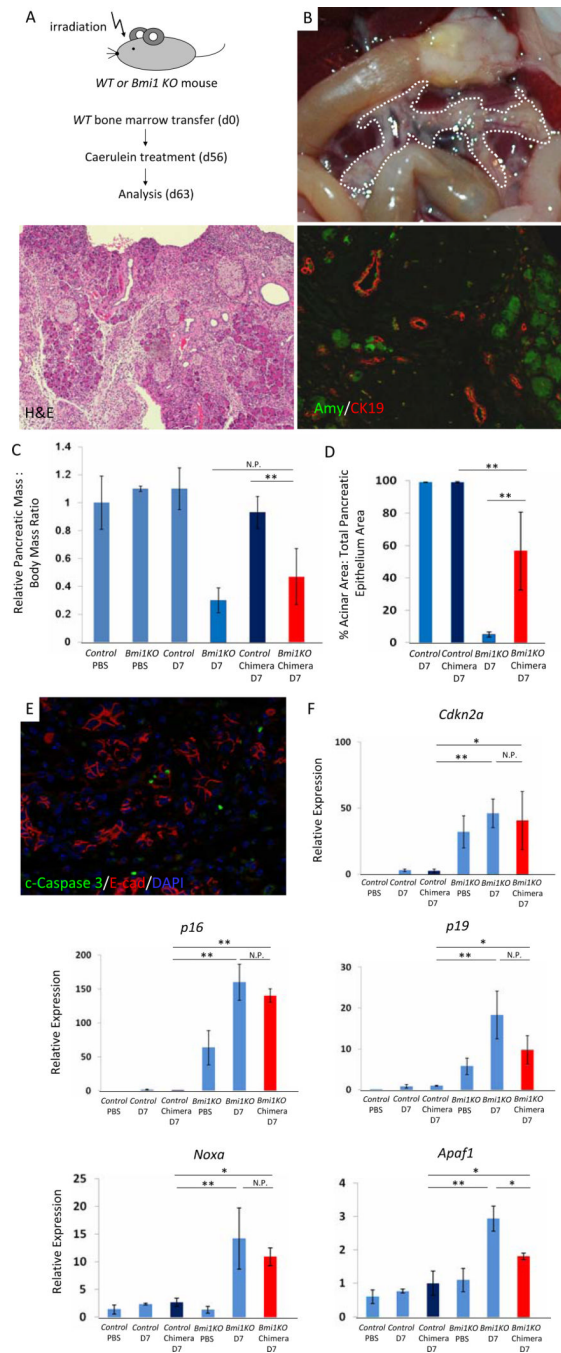 A
irradiation
WT or Bmi1 KO mouse
WT bone marrow transfer (d0)
Caerulein treatment (d56)
Analysis (d63)
B
H&E
Amy/CK19
C
Relative Pancreatic Mass :
Body Mass Ratio
1.4
1.2
1
0.8
0.6
0.4
0.2
0
N.P.
**
Control
PBS
Bmi1KO
PBS
Control
D7
Bmi1KO
D7
Control
Chimera
D7
Bmi1KO
Chimera
D7
D
% Acinar Area: Total Pancreatic
Epithelium Area
100
80
60
40
20
0
**
**
Control
D7
Control
Chimera
D7
Bmi1KO
D7
Bmi1KO
Chimera
D7
E
c-Caspase 3/E-cad/DAPI
F
Cdkn2a
Relative Expression
100
50
0
*
**
N.P.
Control
PBS
Control
D7
Control
Chimera
D7
Bmi1KO
PBS
Bmi1KO
D7
Bmi1KO
Chimera
D7
p16
Relative Expression
200
150
100
50
0
**
**
N.P.
Control
PBS
Control
D7
Control
Chimera
D7
Bmi1KO
PBS
Bmi1KO
D7
Bmi1KO
Chimera
D7
p19
30
20
10
0
*
**
N.P.
Control
PBS
Control
D7
Control
Chimera
D7
Bmi1KO
PBS
Bmi1KO
D7
Bmi1KO
Chimera
D7
Noxa
Relative Expression
25
20
15
10
5
0
*
**
N.P.
Control
PBS
Control
D7
Control
Chimera
D7
Bmi1KO
PBS
Bmi1KO
D7
Bmi1KO
Chimera
D7
Apaf1
4
3
2
1
0
*
**
*
Control
PBS
Control
D7
Control
Chimera
D7
Bmi1KO
PBS
Bmi1KO
D7
Bmi1KO
Chimera
D7